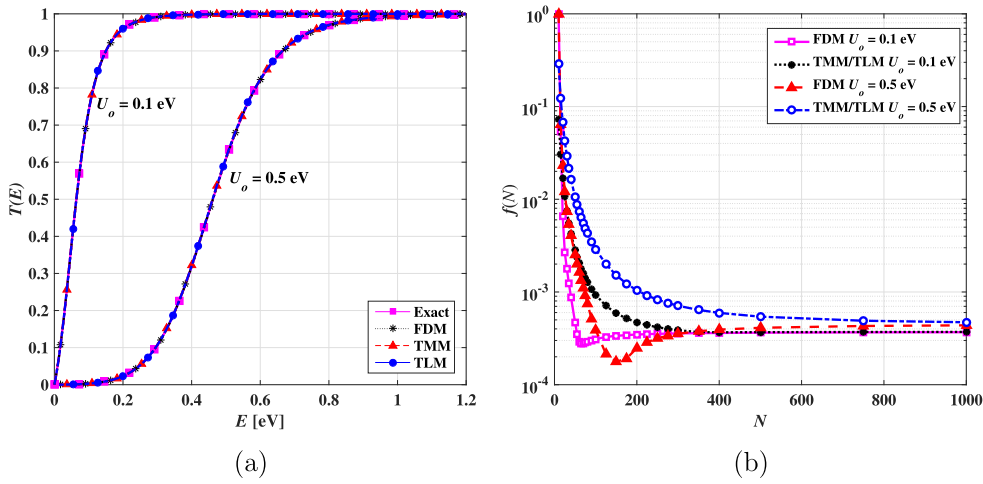 1
0.9
0.8
0.7
0.6
0.5
0.4
0.3
0.2
0.1
0
T(E)
U_o = 0.1 eV
U_o = 0.5 eV
Exact
FDM
TMM
TLM
0 0.2 0.4 0.6 0.8 1 1.2
E [eV]
(a)
10^0
10^-1
10^-2
10^-3
10^-4
f(N)
FDM U_o = 0.1 eV
TMM/TLM U_o = 0.1 eV
FDM U_o = 0.5 eV
TMM/TLM U_o = 0.5 eV
0 200 400 600 800 1000
N
(b)